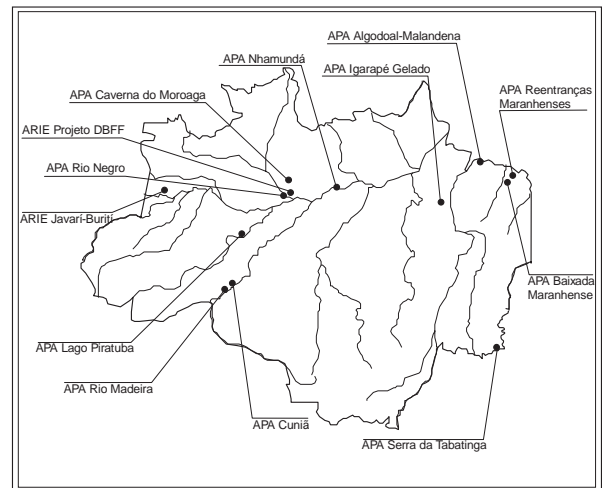 APA Algodoal-Malandena
APA Nhamundá
APA Igarapé Gelado
APA Reentranças
Maranhenses
APA Caverna do Moroaga
ARIE Projeto DBFF
APA Rio Negro
ARIE Javarí-Buriti
APA Baixada
Maranhense
APA Lago Piratuba
APA Rio Madeira
APA Cuniã
APA Serra da Tabatinga